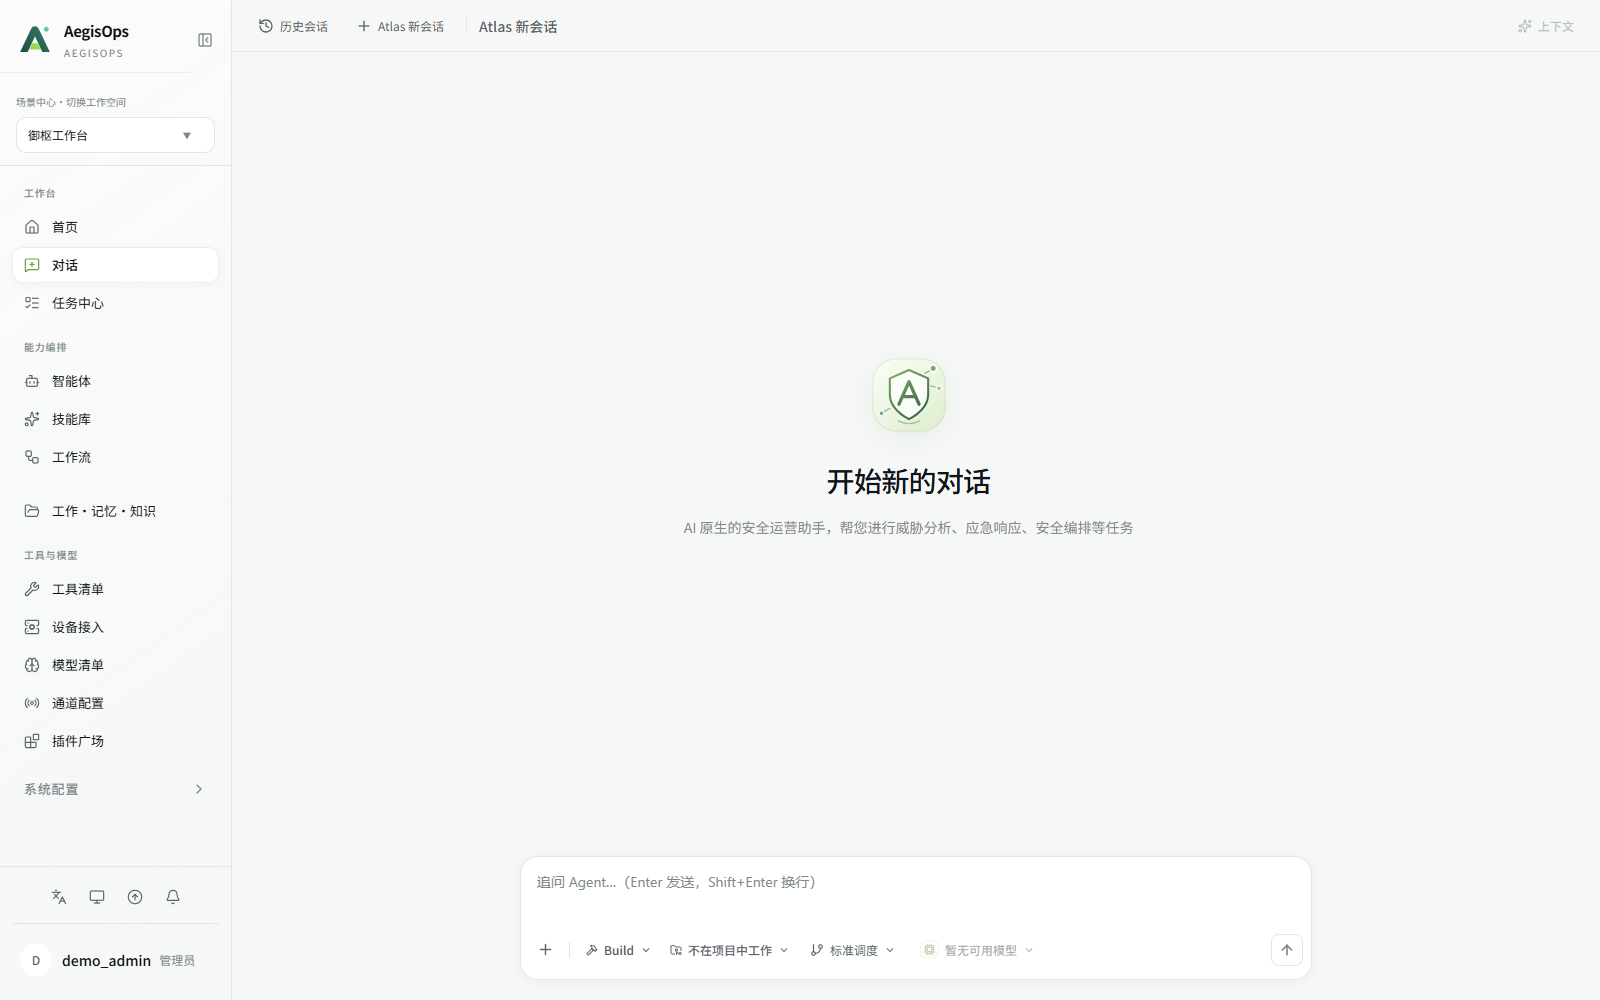 AegisOps
AEGISOPS
场景中心·切换工作空间
御枢工作台
工作台
首页
对话
任务中心
能力编排
智能体
技能库
工作流
工作·记忆·知识
工具与模型
工具清单
设备接入
模型清单
通道配置
插件广场
系统配置
D demo_admin 管理员
历史会话 Atlas 新会话 Atlas 新会话 上下文
开始新的对话
AI 原生的安全运营助手，帮您进行威胁分析、应急响应、安全编排等任务
追问 Agent...（Enter 发送，Shift+Enter 换行）
Build 不在项目中工作 标准调度 暂无可用模型